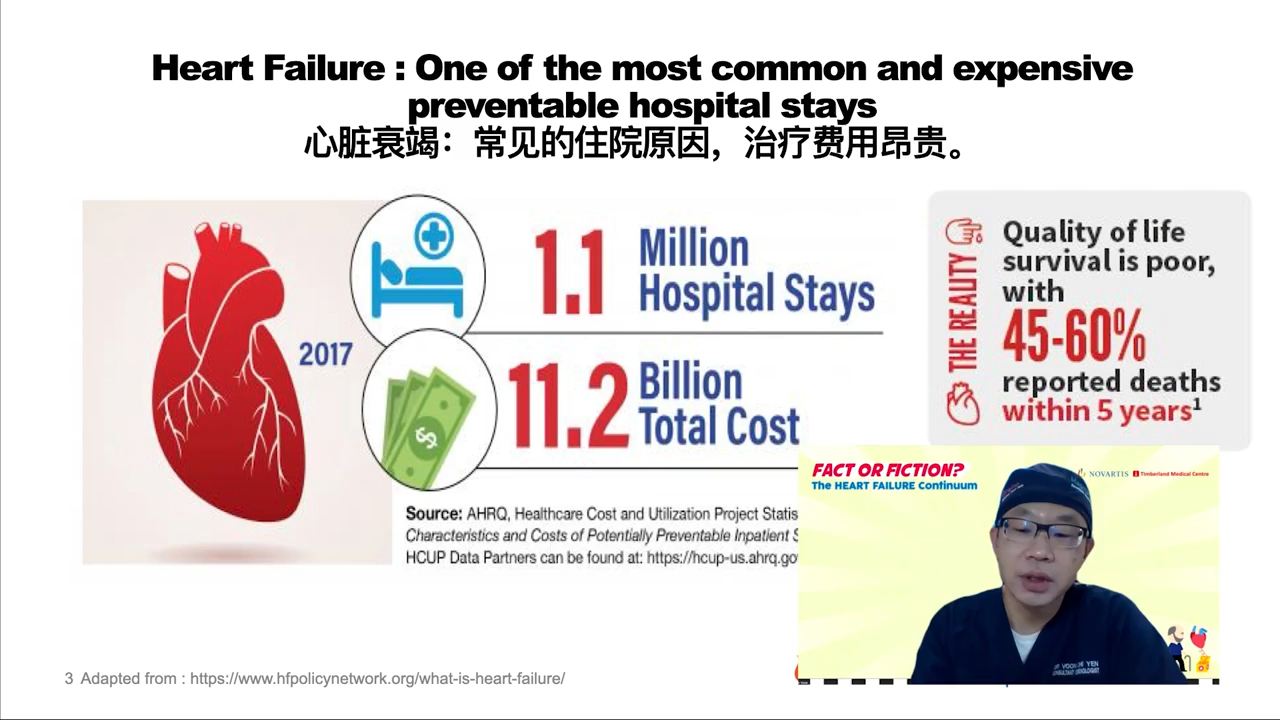 Heart Failure : One of the most common and expensive
preventable hospital stays
心脏衰竭：常见的住院原因，治疗费用昂贵。
2017
1.1 Million
Hospital Stays
11.2 Billion
Total Cost
THE REALITY
Quality of life
survival is poor,
with
45-60%
reported deaths
within 5 years¹
Source: AHRQ, Healthcare Cost and Utilization Project
Characteristics and Costs of Potentially Preventable Inpatient
HCUP Data Partners can be found at: https://hcup-us.ahrq.go
FACT OR FICTION?
The HEART FAILURE Continuum
NOVARTIS
Timberland Medical Centre
3 Adapted from : https://www.hfpolicynetwork.org/what-is-heart-failure/